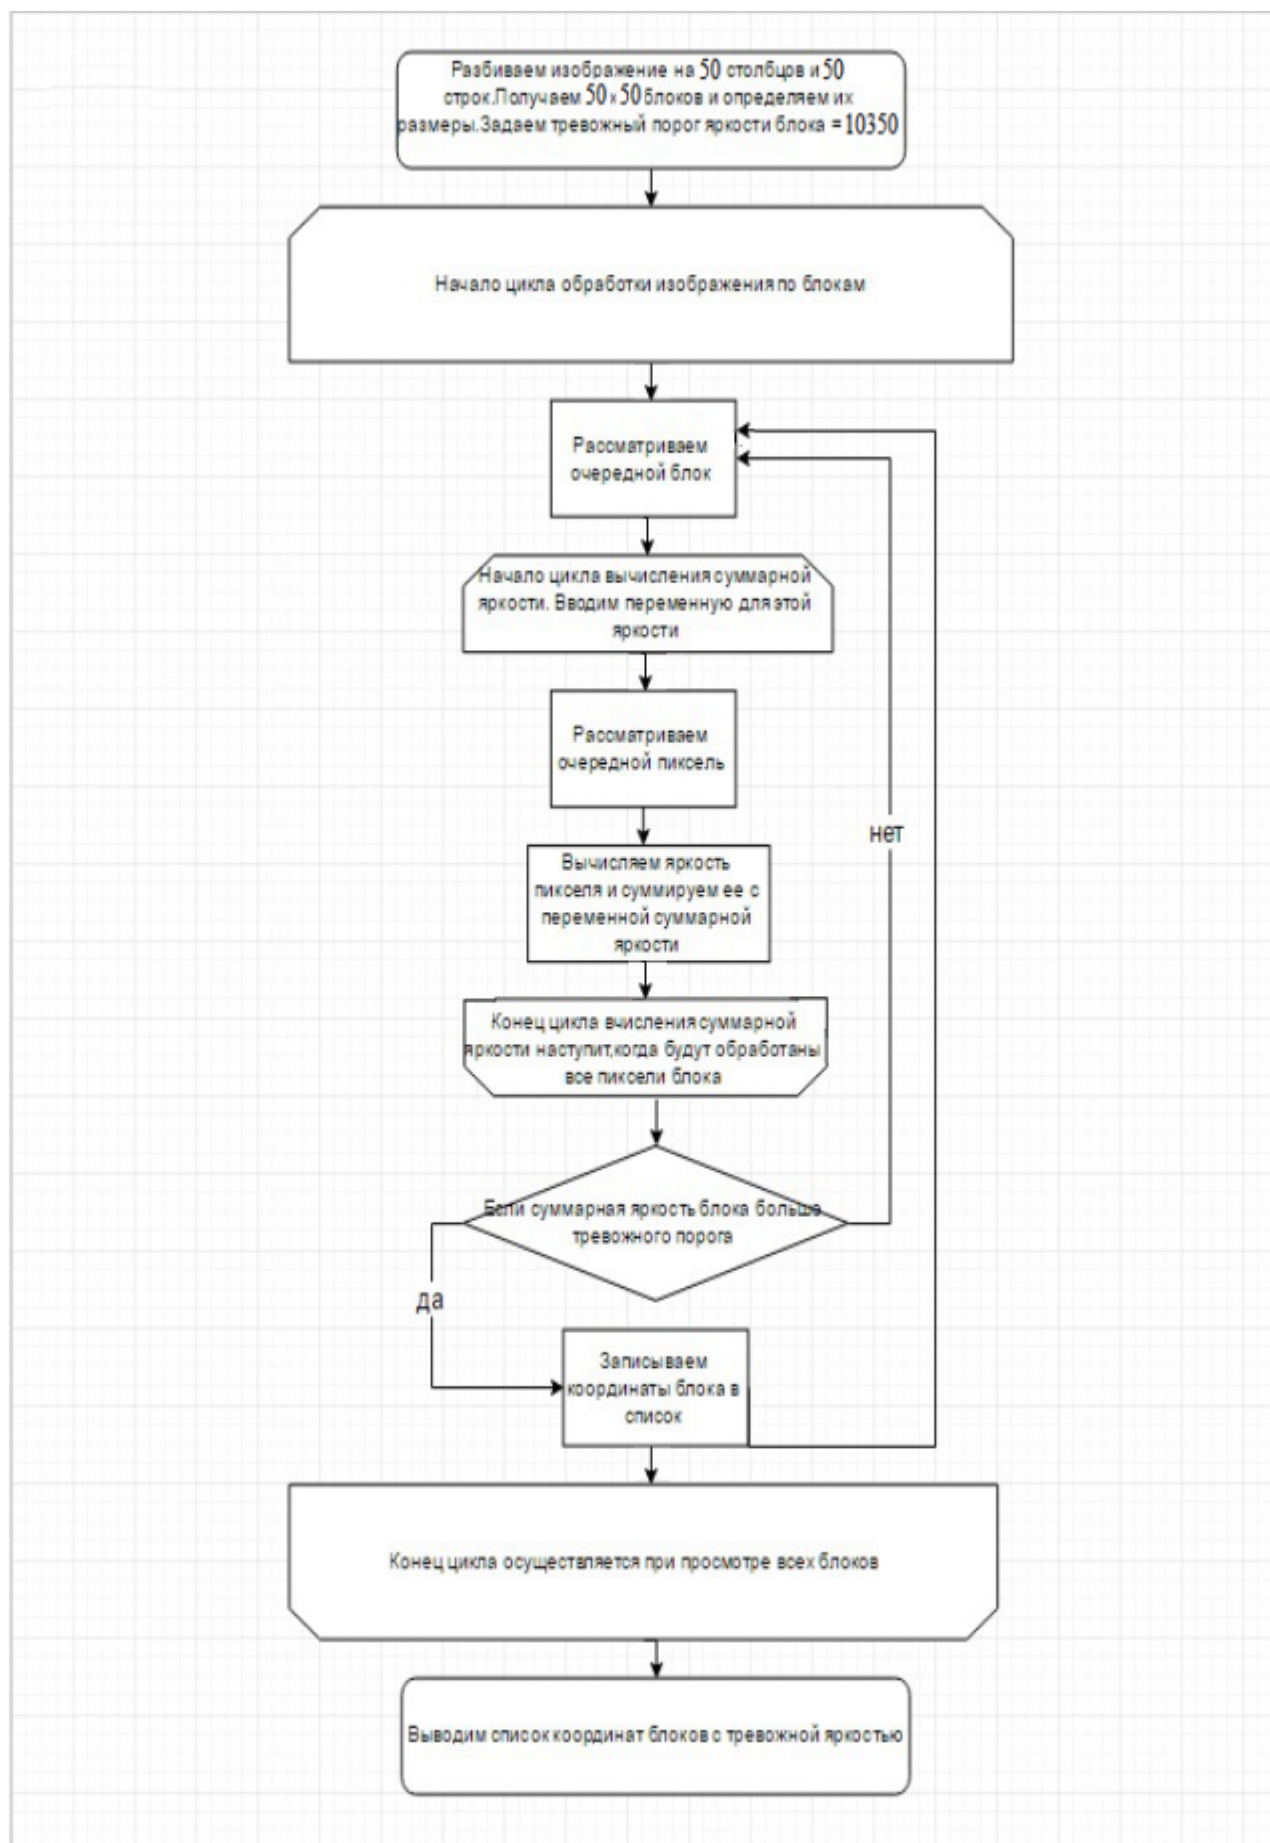 Разбиваем изображение на 50 столбцов и 50
строк.Получаем 50 x 50 блоков и определяем их
размеры.Задаем тревожный порог яркости блока = 10350
Начало цикла обработки изображения по блокам
Рассматриваем
очередной блок
Начало цикла вычисления суммарной
яркости. Вводим переменную для этой
яркости
Рассматриваем
очередной пиксель
нет
Вычисляем яркость
пикселя и суммируем ее с
переменной суммарной
яркости
Конец цикла вчисления суммарной
яркости наступит,когда будут обработаны
все пиксели блока
Если суммарная яркость блока больше
тревожного порога
да
Записываем
координаты блока в
список
Конец цикла осуществляется при просмотре всех блоков
Выводим список координат блоков с тревожной яркостью